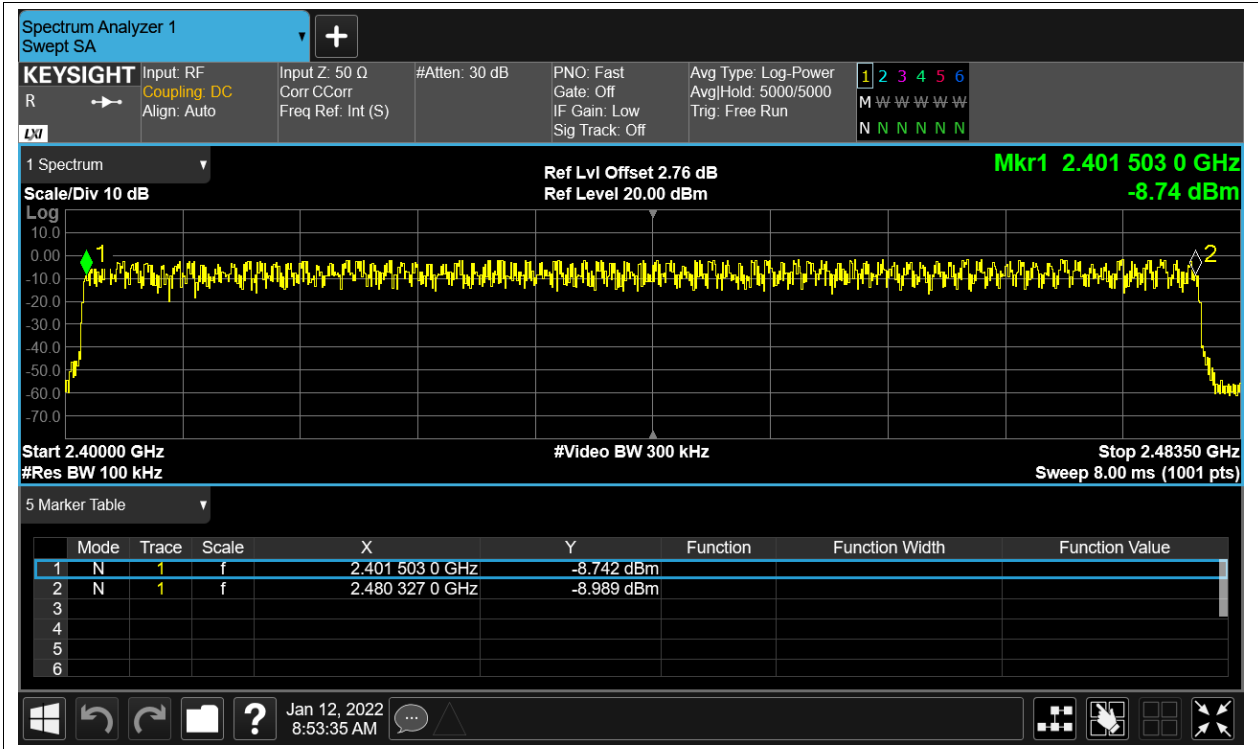 Spectrum Analyzer 1
Swept SA
+
KEYSIGHT Input: RF Input Z: 50 Ω #Atten: 30 dB PNO: Fast Avg Type: Log-Power 1 2 3 4 5 6
R Coupling: DC Corr CCorr Gate: Off Avg|Hold: 5000/5000 M W W W W W
Align: Auto Freq Ref: Int (S) IF Gain: Low Trig: Free Run
LXI Sig Track: Off N N N N N N
1 Spectrum Ref Lvl Offset 2.76 dB Mkr1 2.401 503 0 GHz
Scale/Div 10 dB Ref Level 20.00 dBm -8.74 dBm
Log
10.0
0.00 1 2
-10.0
-20.0
-30.0
-40.0
-50.0
-60.0
-70.0
Start 2.40000 GHz #Video BW 300 kHz Stop 2.48350 GHz
#Res BW 100 kHz Sweep 8.00 ms (1001 pts)
5 Marker Table
Mode Trace Scale X Y Function Function Width Function Value
1 N 1 f 2.401 503 0 GHz -8.742 dBm
2 N 1 f 2.480 327 0 GHz -8.989 dBm
3
4
5
6
? Jan 12, 2022
8:53:35 AM